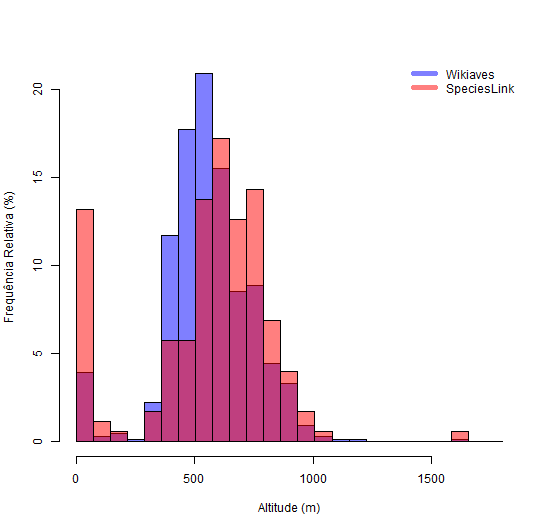 Wikiaves
SpeciesLink
Frequência Relativa (%)
20
15
10
5
0
0 500 1000 1500
Altitude (m)